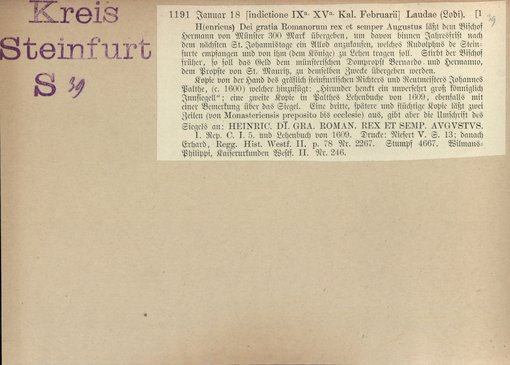 Kreis
Steinfurt
S 39
1191 Januar 18 [indictione IXa. XVa. Kal. Februarii] Laudae (Lodi). [1
39
H(enricus) Dei gratia Romanorum rex et semper Augustus läßt dem Bischof
Hermann von Münster 300 Mark übergeben, um davon binnen Jahresfrist nach
dem nächsten St. Johannistage ein Allod anzukaufen, welches Rudolphus de Stein-
furte empfangen und von ihm (dem Könige) zu Lehen tragen soll. Stirbt der Bischof
früher, so soll das Geld dem münsterischen Dompropst Bernardo und Hermanno,
dem Propste von St. Mauritz, zu demselben Zwecke übergeben werden.
Kopie von der Hand des gräflich steinfurtischen Richters und Rentmeisters Johannes
Palthe, (c. 1600) welcher hinzufügt: „Hirunder henckt ein unversehrt groß königlich
Innsiegell“; eine zweite Kopie in Palthes Lehenbuche von 1609, ebenfalls mit
einer Bemerkung über das Siegel. Eine dritte, spätere und flüchtige Kopie läßt zwei
Zeilen (von Monasteriensis preposito bis ecclesie) aus, gibt aber die Umschrift des
Siegels an: HEINRIC. DI. GRA. ROMAN. REX ET SEMP. AVGVSTVS.
I. Rep. C. I. 5. und Lehenbuch von 1609. Drucke: Niesert V. S. 13; danach
Erhard, Regg. Hist. Westf. II. p. 78 Nr. 2267. Stumpf 4667. Wilmans-
Philippi, Kaiserurkunden Westf. II. Nr. 246.